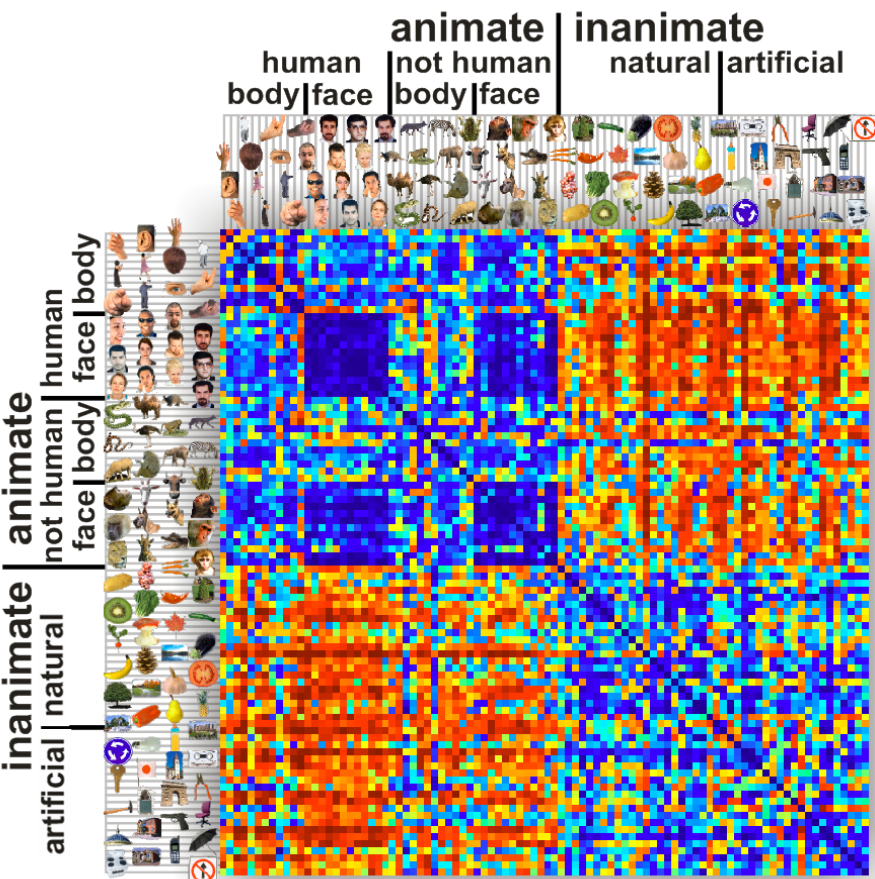 animate inanimate
human not human natural artificial
body face body face
animate
human
body
face
not human
body
face
inanimate
natural
artificial